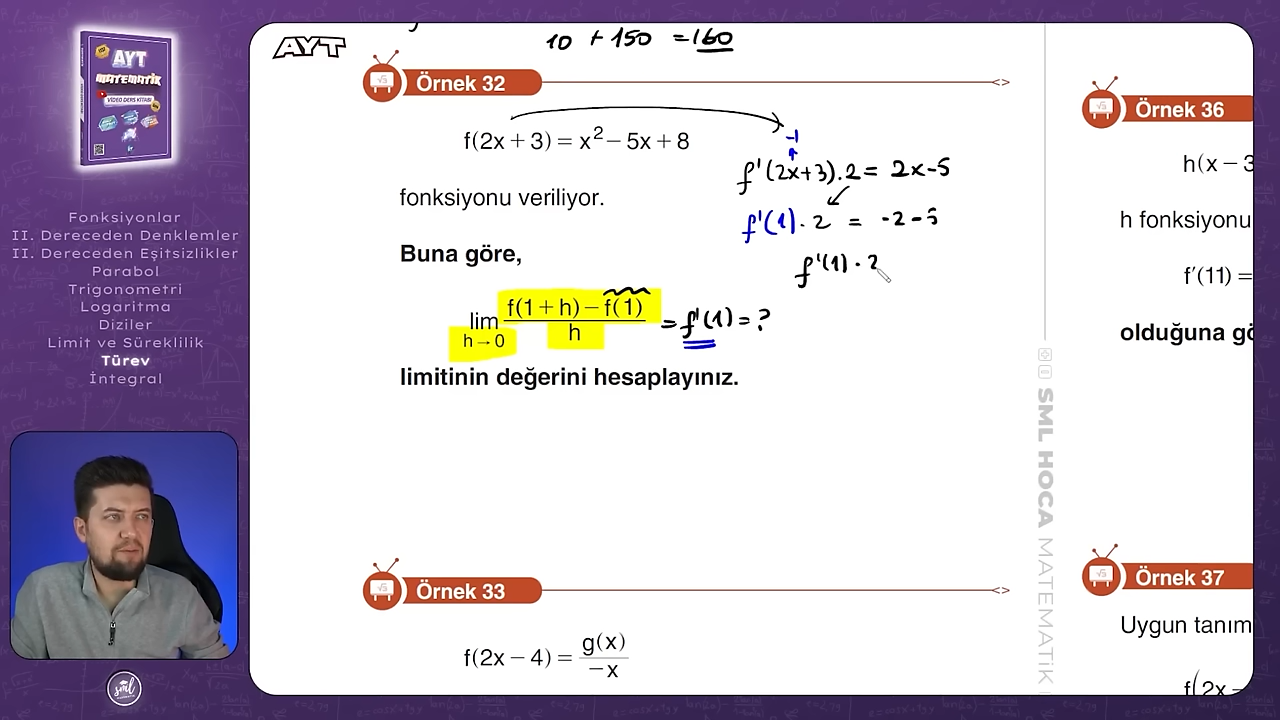 AYT
MATEMATİK
VİDEO DERS KİTABI
Fonksiyonlar
II. Dereceden Denklemler
II. Dereceden Eşitsizlikler
Parabol
Trigonometri
Logaritma
Diziler
Limit ve Süreklilik
Türev
İntegral
sml
AYT
10 + 150 = 160
Örnek 32
f(2x + 3) = x² − 5x + 8
fonksiyonu veriliyor.
Buna göre,
lim h→0 f(1 + h) − f(1) / h = f'(1) = ?
limitinin değerini hesaplayınız.
-1
f'(2x+3).2 = 2x-5
f'(1).2 = -2-5
f'(1).2
Örnek 33
f(2x − 4) = g(x) / −x
SML HOCA MATEMATİK
Örnek 36
h(x − 3
h fonksiyonu
f′(11) =
olduğuna gö
Örnek 37
Uygun tanım
f(2x −